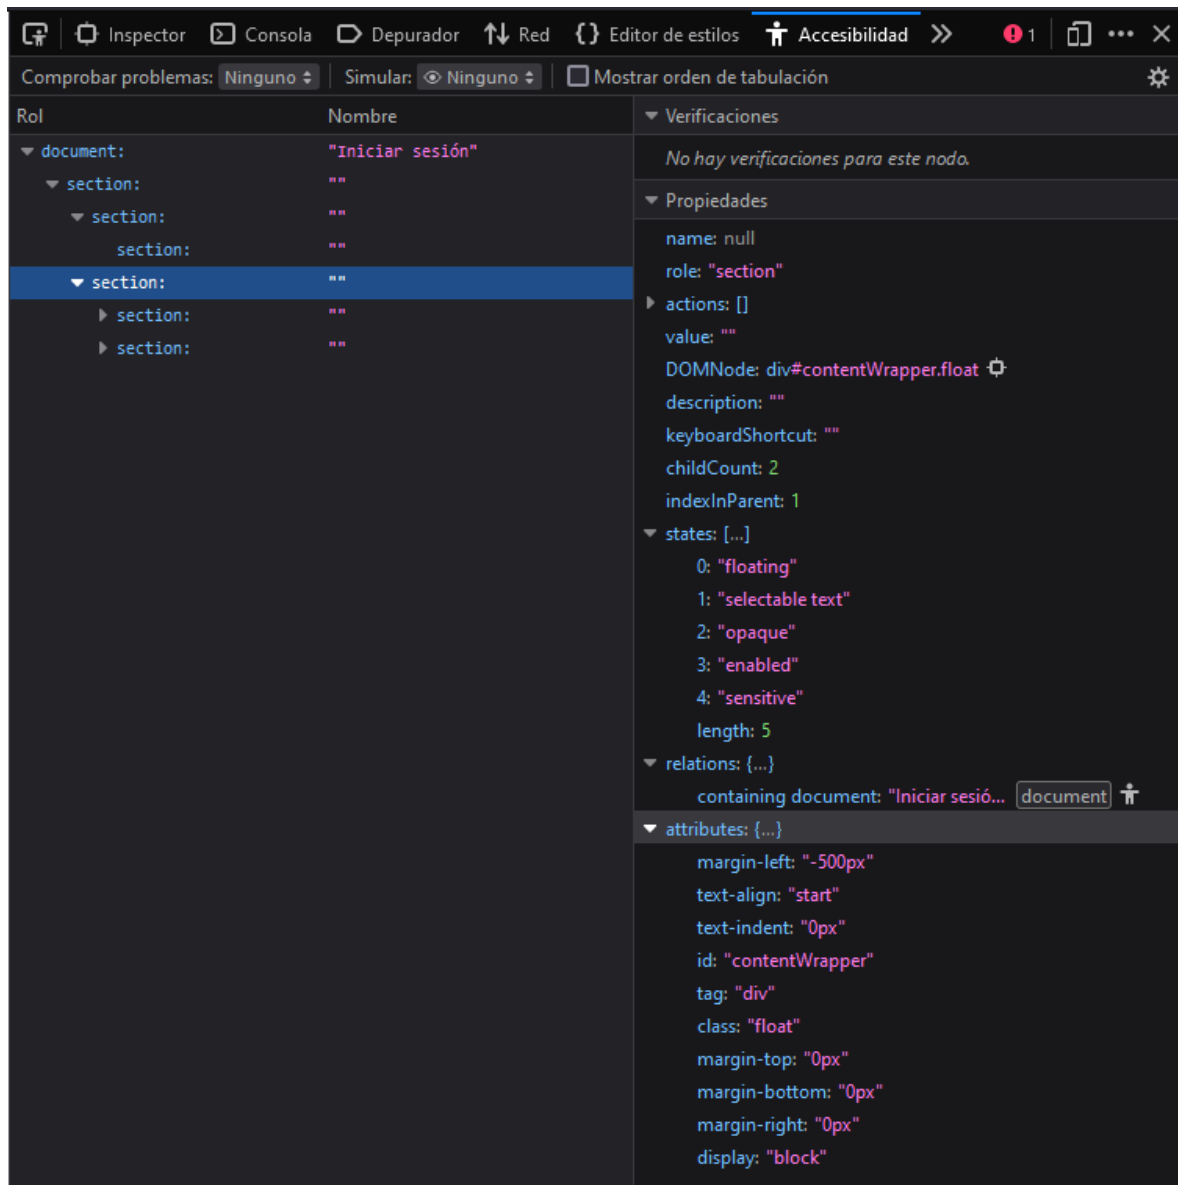 Inspector Consola Depurador Red Editor de estilos Accesibilidad 1
Comprobar problemas: Ninguno Simular: Ninguno Mostrar orden de tabulación
Rol Nombre
document: "Iniciar sesión"
section: ""
section: ""
section: ""
section: ""
section: ""
section: ""
Verificaciones
No hay verificaciones para este nodo.
Propiedades
name: null
role: "section"
actions: []
value: ""
DOMNode: div#contentWrapper.float
description: ""
keyboardShortcut: ""
childCount: 2
indexInParent: 1
states: […]
0: "floating"
1: "selectable text"
2: "opaque"
3: "enabled"
4: "sensitive"
length: 5
relations: {…}
containing document: "Iniciar sesió… document
attributes: {…}
margin-left: "-500px"
text-align: "start"
text-indent: "0px"
id: "contentWrapper"
tag: "div"
class: "float"
margin-top: "0px"
margin-bottom: "0px"
margin-right: "0px"
display: "block"